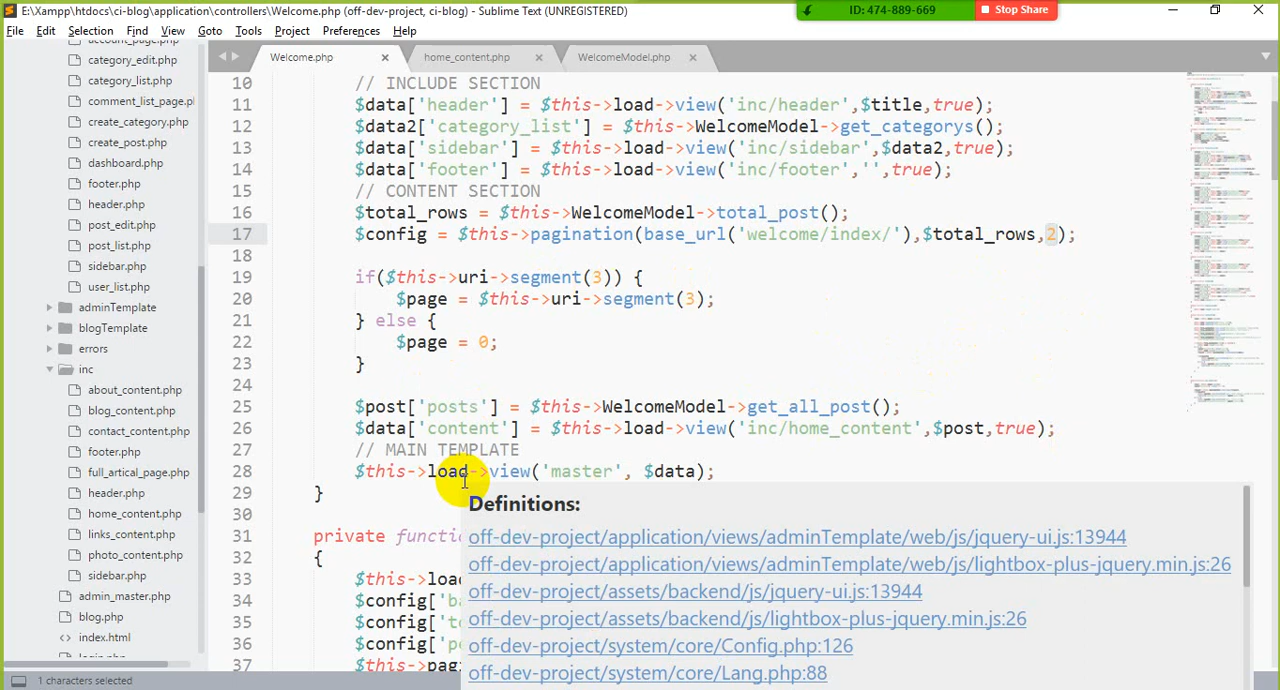 E:\Xampp\htdocs\ci-blog\application\controllers\Welcome.php (off-dev-project, ci-blog) - Sublime Text (UNREGISTERED)
ID: 474-889-669
Stop Share
File Edit Selection Find View Goto Tools Project Preferences Help
Welcome.php
home_content.php
WelcomeModel.php
account_page.php
category_edit.php
category_list.php
comment_list_page.pl
create_category.php
create_post.php
dashboard.php
footer.php
header.php
post_edit.php
post_list.php
sidebar.php
user_list.php
adminTemplate
blogTemplate
errors
inc
about_content.php
blog_content.php
contact_content.php
footer.php
full_artical_page.php
header.php
home_content.php
links_content.php
photo_content.php
sidebar.php
admin_master.php
blog.php
index.html
10 // INCLUDE SECTION
11 $data['header'] = $this->load->view('inc/header',$title,true);
12 $data2['category_list'] = $this->WelcomeModel->get_categorys();
13 $data['sidebar'] = $this->load->view('inc/sidebar',$data2,true);
14 $data['footer'] = $this->load->view('inc/footer','',true);
15 // CONTENT SECTION
16 $total_rows = $this->WelcomeModel->total_post();
17 $config = $this->pagination(base_url('welcome/index/'),$total_rows,2);
18
19 if($this->uri->segment(3)) {
20 $page = $this->uri->segment(3);
21 } else {
22 $page = 0;
23 }
24
25 $post['posts'] = $this->WelcomeModel->get_all_post();
26 $data['content'] = $this->load->view('inc/home_content',$post,true);
27 // MAIN TEMPLATE
28 $this->load->view('master', $data);
29 }
30
31 private functi
32 {
33 $this->loa
34 $config['ba
35 $config['to
36 $config['pe
37 $this->pag
Definitions:
off-dev-project/application/views/adminTemplate/web/js/jquery-ui.js:13944
off-dev-project/application/views/adminTemplate/web/js/lightbox-plus-jquery.min.js:26
off-dev-project/assets/backend/js/jquery-ui.js:13944
off-dev-project/assets/backend/js/lightbox-plus-jquery.min.js:26
off-dev-project/system/core/Config.php:126
off-dev-project/system/core/Lang.php:88
1 characters selected